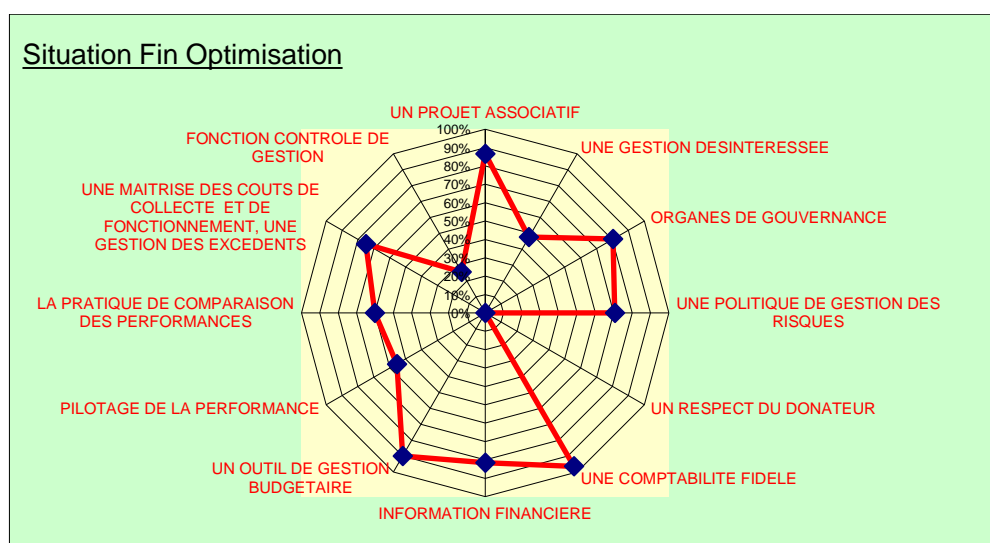 Situation Fin Optimisation
UN PROJET ASSOCIATIF
UNE GESTION DESINTERESSEE
ORGANES DE GOUVERNANCE
UNE POLITIQUE DE GESTION DES
RISQUES
UN RESPECT DU DONATEUR
UNE COMPTABILITE FIDELE
INFORMATION FINANCIERE
UN OUTIL DE GESTION
BUDGETAIRE
PILOTAGE DE LA PERFORMANCE
LA PRATIQUE DE COMPARAISON
DES PERFORMANCES
UNE MAITRISE DES COUTS DE
COLLECTE ET DE
FONCTIONNEMENT, UNE
GESTION DES EXCEDENTS
FONCTION CONTROLE DE
GESTION
100%
90%
80%
70%
60%
50%
40%
30%
20%
10%
0%